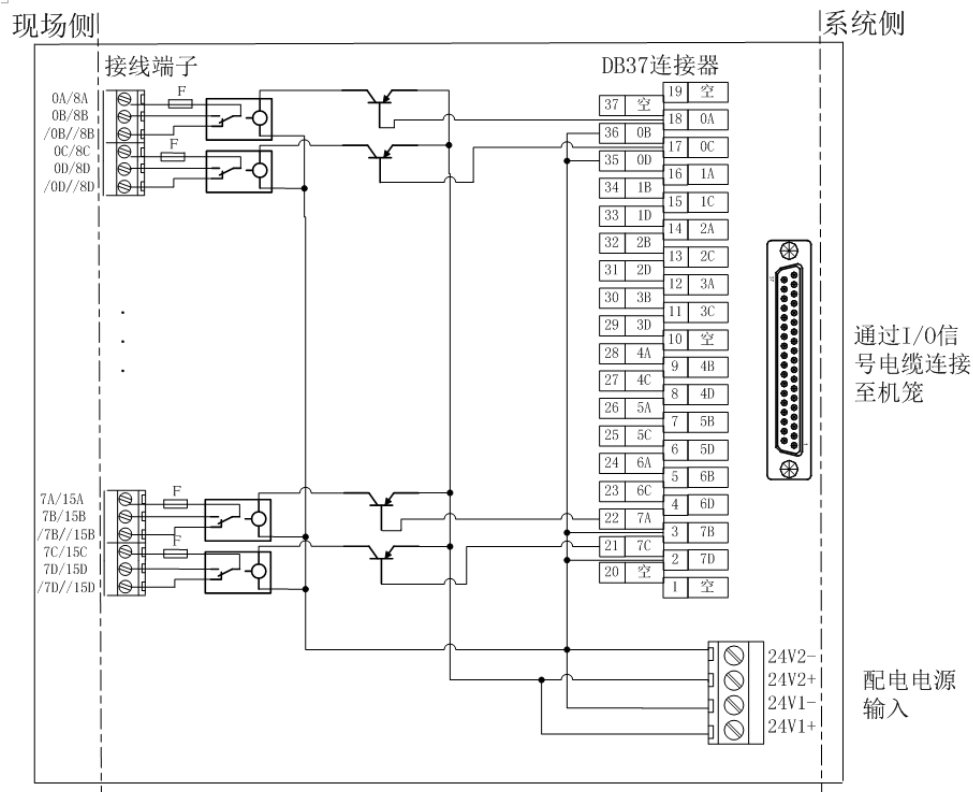 现场侧
系统侧
接线端子
DB37连接器
0A/8A
F
0B/8B
/0B//8B
0C/8C
F
0D/8D
/0D//8D
19 空
37 空
18 0A
36 0B
17 0C
35 0D
16 1A
34 1B
15 1C
33 1D
14 2A
32 2B
13 2C
31 2D
12 3A
30 3B
11 3C
29 3D
10 空
28 4A
9 4B
27 4C
8 4D
26 5A
7 5B
25 5C
6 5D
24 6A
5 6B
23 6C
4 6D
22 7A
3 7B
21 7C
2 7D
20 空
1 空
通过I/O信
号电缆连接
至机笼
7A/15A
F
7B/15B
/7B//15B
F
7C/15C
7D/15D
/7D//15D
24V2-
24V2+
24V1-
24V1+
配电电源
输入